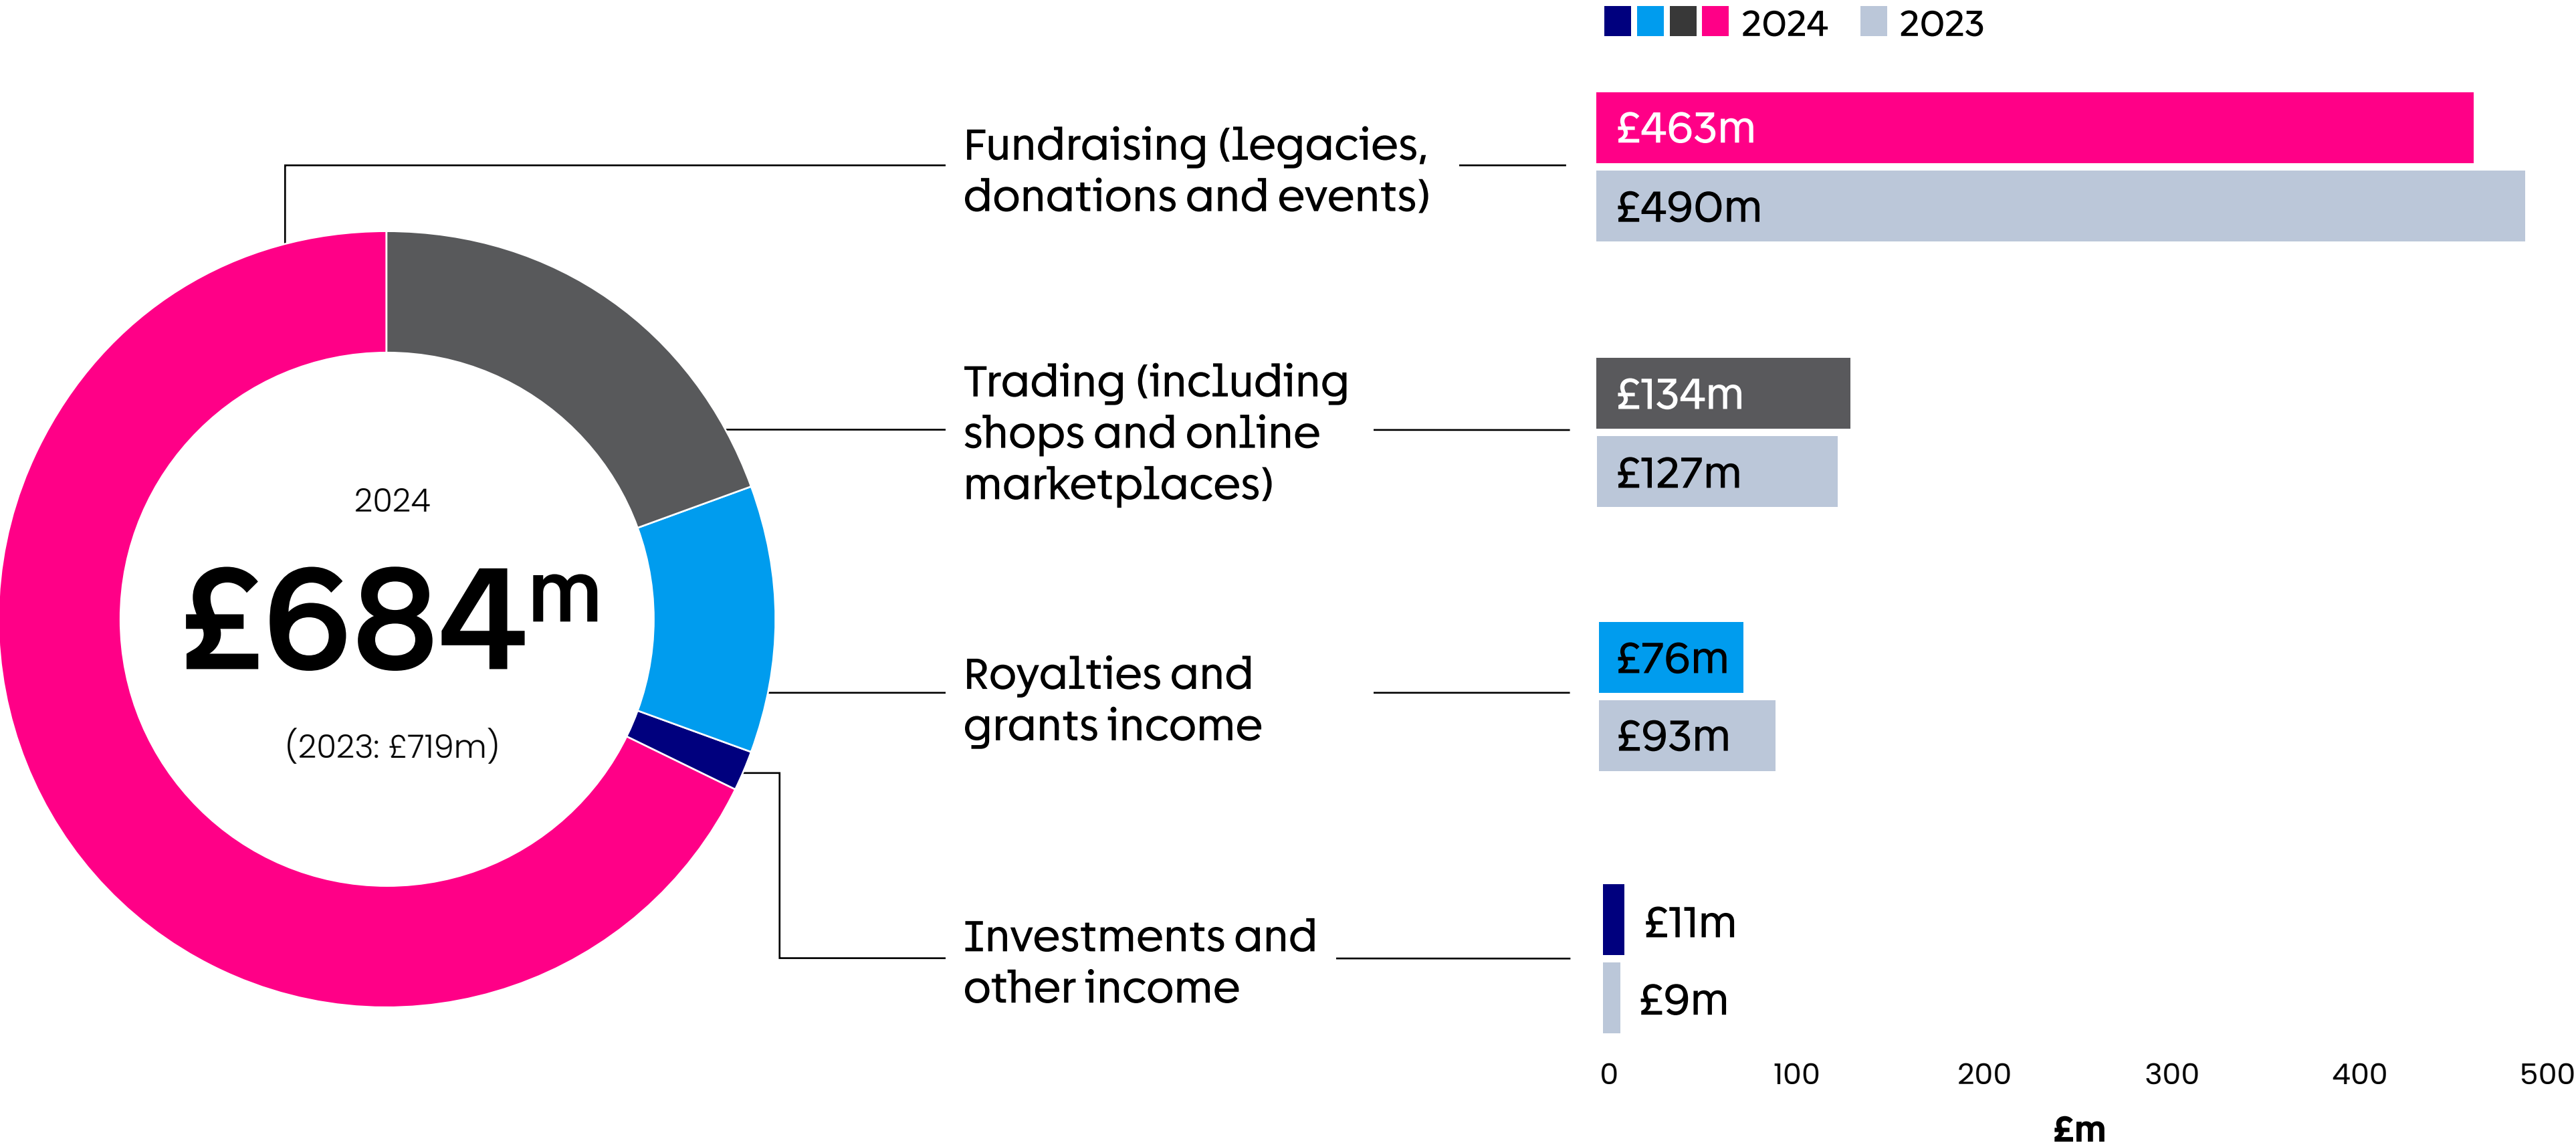 2024 2023
Fundraising (legacies,
donations and events)
£463m
£490m
Trading (including
shops and online
marketplaces)
£134m
£127m
2024
£684m
(2023: £719m)
Royalties and
grants income
£76m
£93m
Investments and
other income
£11m
£9m
0 100 200 300 400 500
£m